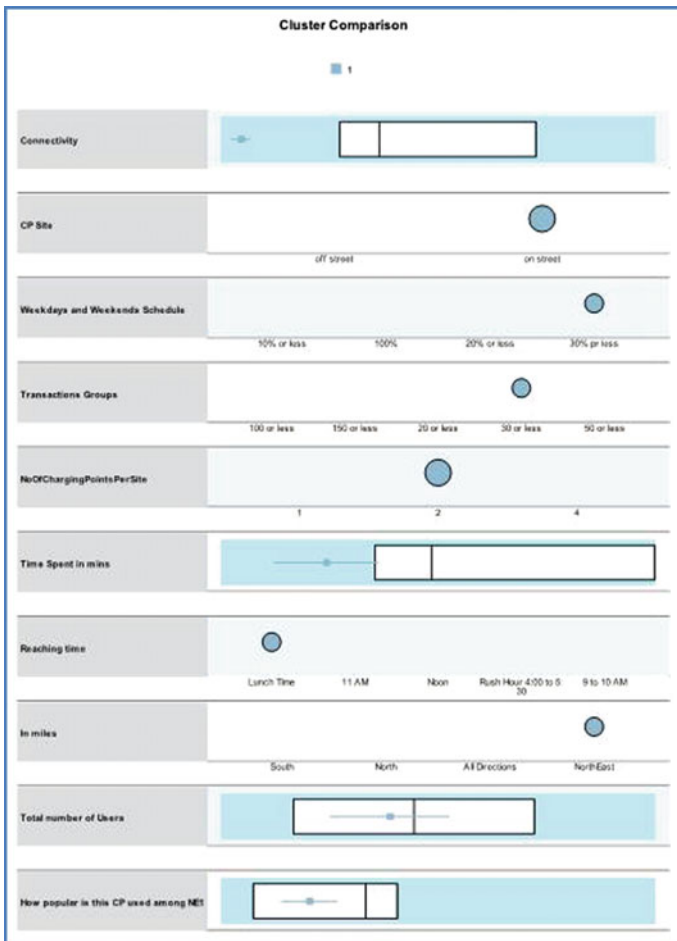 Cluster Comparison
1
Connectivity
CP Site
off street
on street
Weekdays and Weekends Schedule
10% or less
100%
20% or less
30% pr less
Transactions Groups
100 or less
150 or less
20 or less
30 or less
50 or less
NoOfChargingPointsPerSite
1
2
4
Time Spent in mins
Reaching time
Lunch Time
11 AM
Noon
Rush Hour 4:00 to 5
30
9 to 10 AM
In miles
South
North
All Directions
NorthEast
Total number of Users
How popular is this CP used among NE1